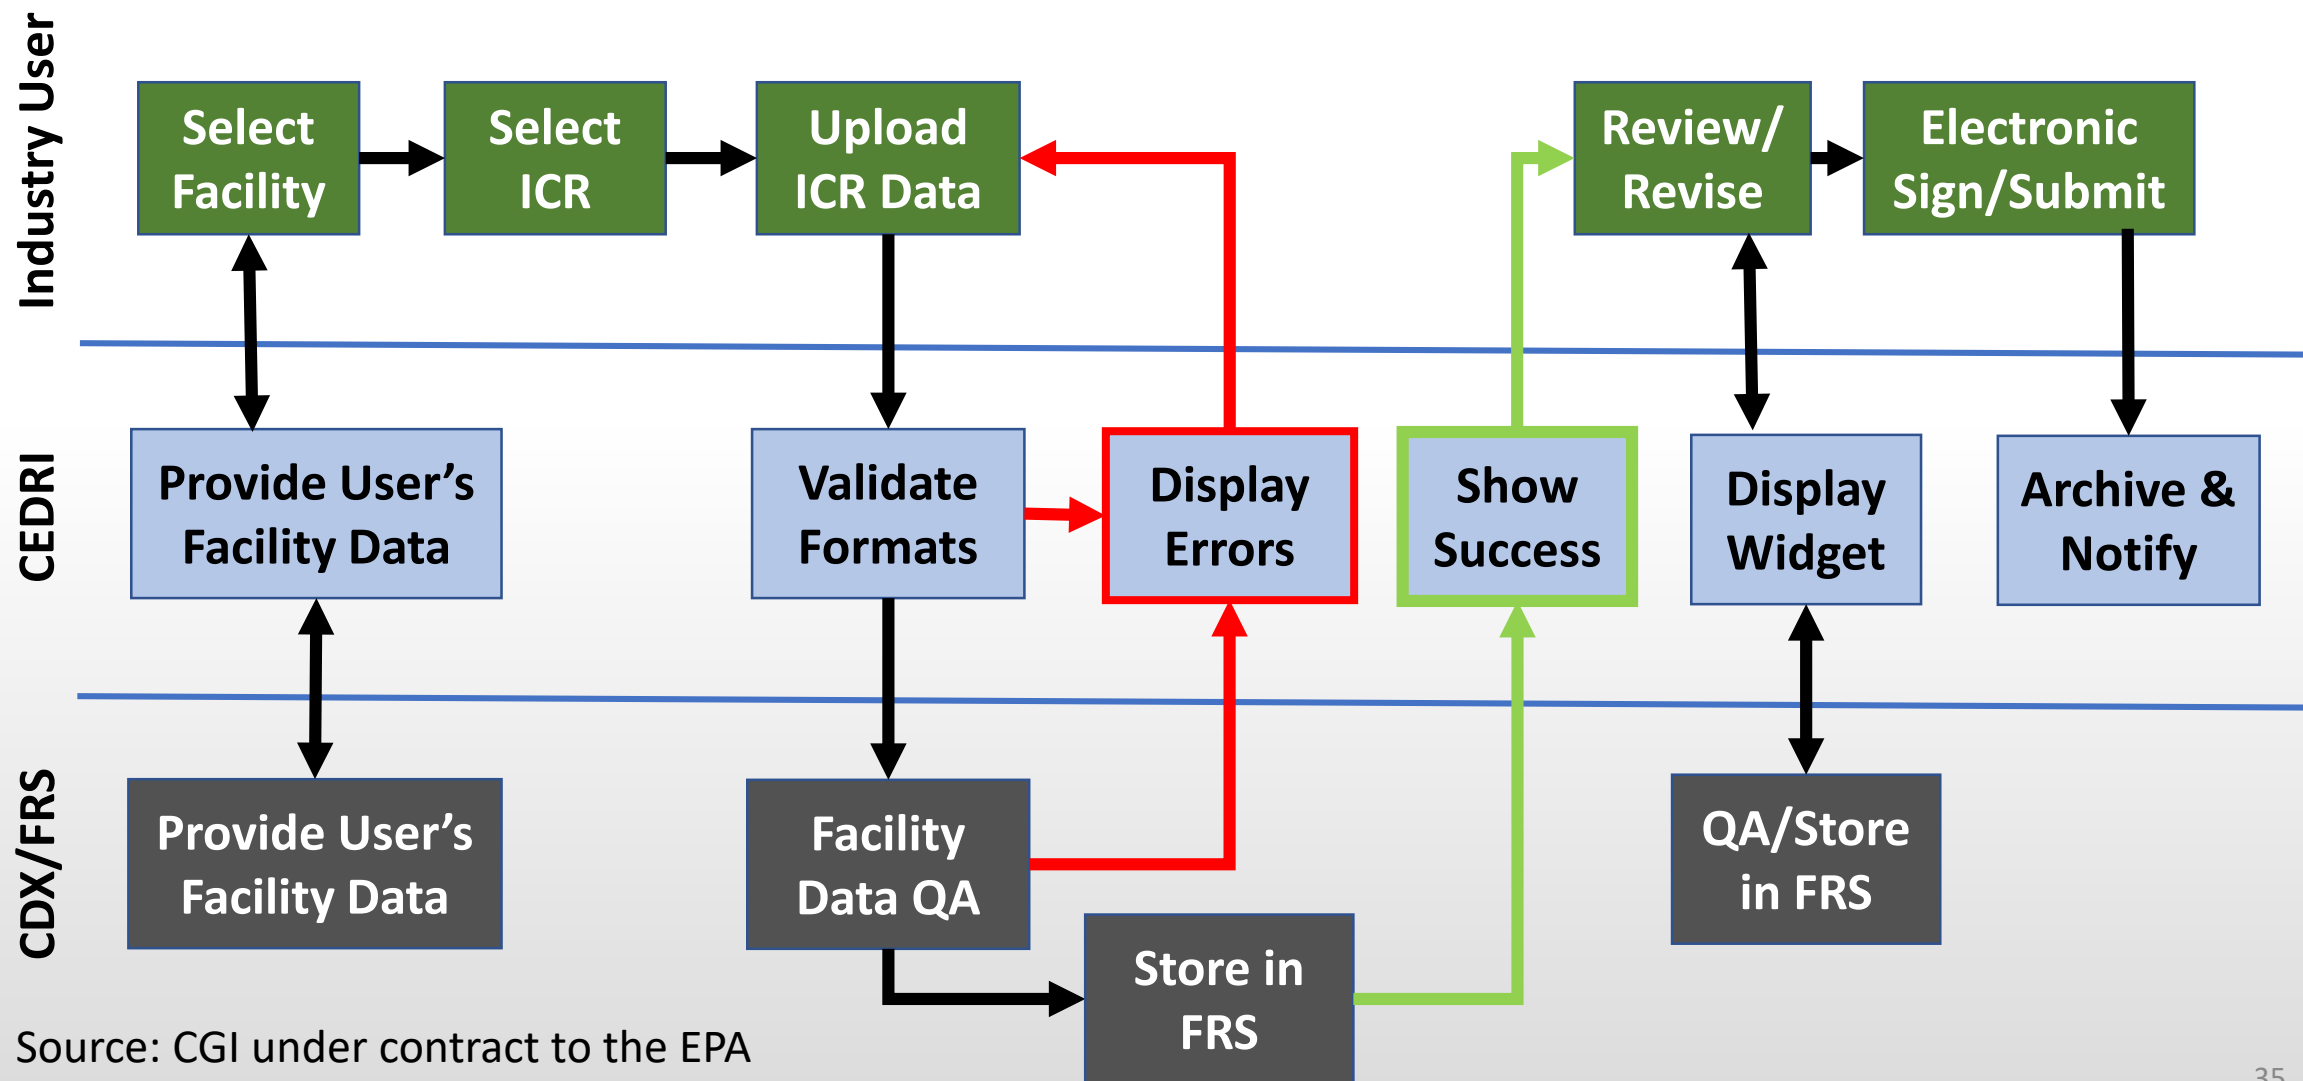 Industry User
Select
Facility
Select
ICR
Upload
ICR Data
Review/
Revise
Electronic
Sign/Submit
CEDRI
Provide User’s
Facility Data
Validate
Formats
Display
Errors
Show
Success
Display
Widget
Archive &
Notify
CDX/FRS
Provide User’s
Facility Data
Facility
Data QA
Store in
FRS
QA/Store
in FRS
Source: CGI under contract to the EPA
35